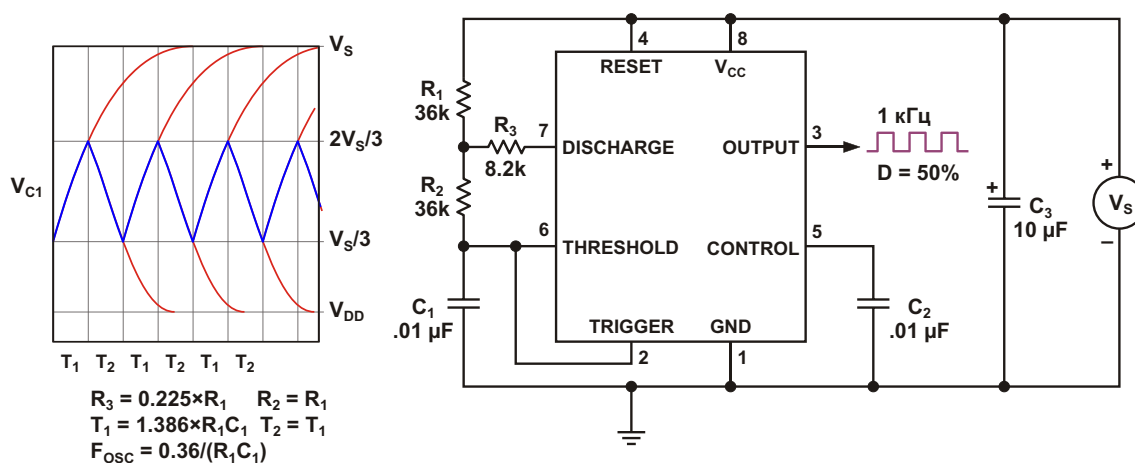 V_S
2V_S/3
V_C1
V_S/3
V_DD
T_1 T_2 T_1 T_2 T_1 T_2
R_3 = 0.225×R_1 R_2 = R_1
T_1 = 1.386×R_1C_1 T_2 = T_1
F_OSC = 0.36/(R_1C_1)
4
8
RESET
V_CC
R_1
36k
R_3
8.2k
7
DISCHARGE
OUTPUT
3
1 кГц
D = 50%
R_2
36k
6
THRESHOLD
CONTROL
5
C_1
.01 µF
TRIGGER
GND
2
1
C_2
.01 µF
+
C_3
10 µF
+
V_S
–